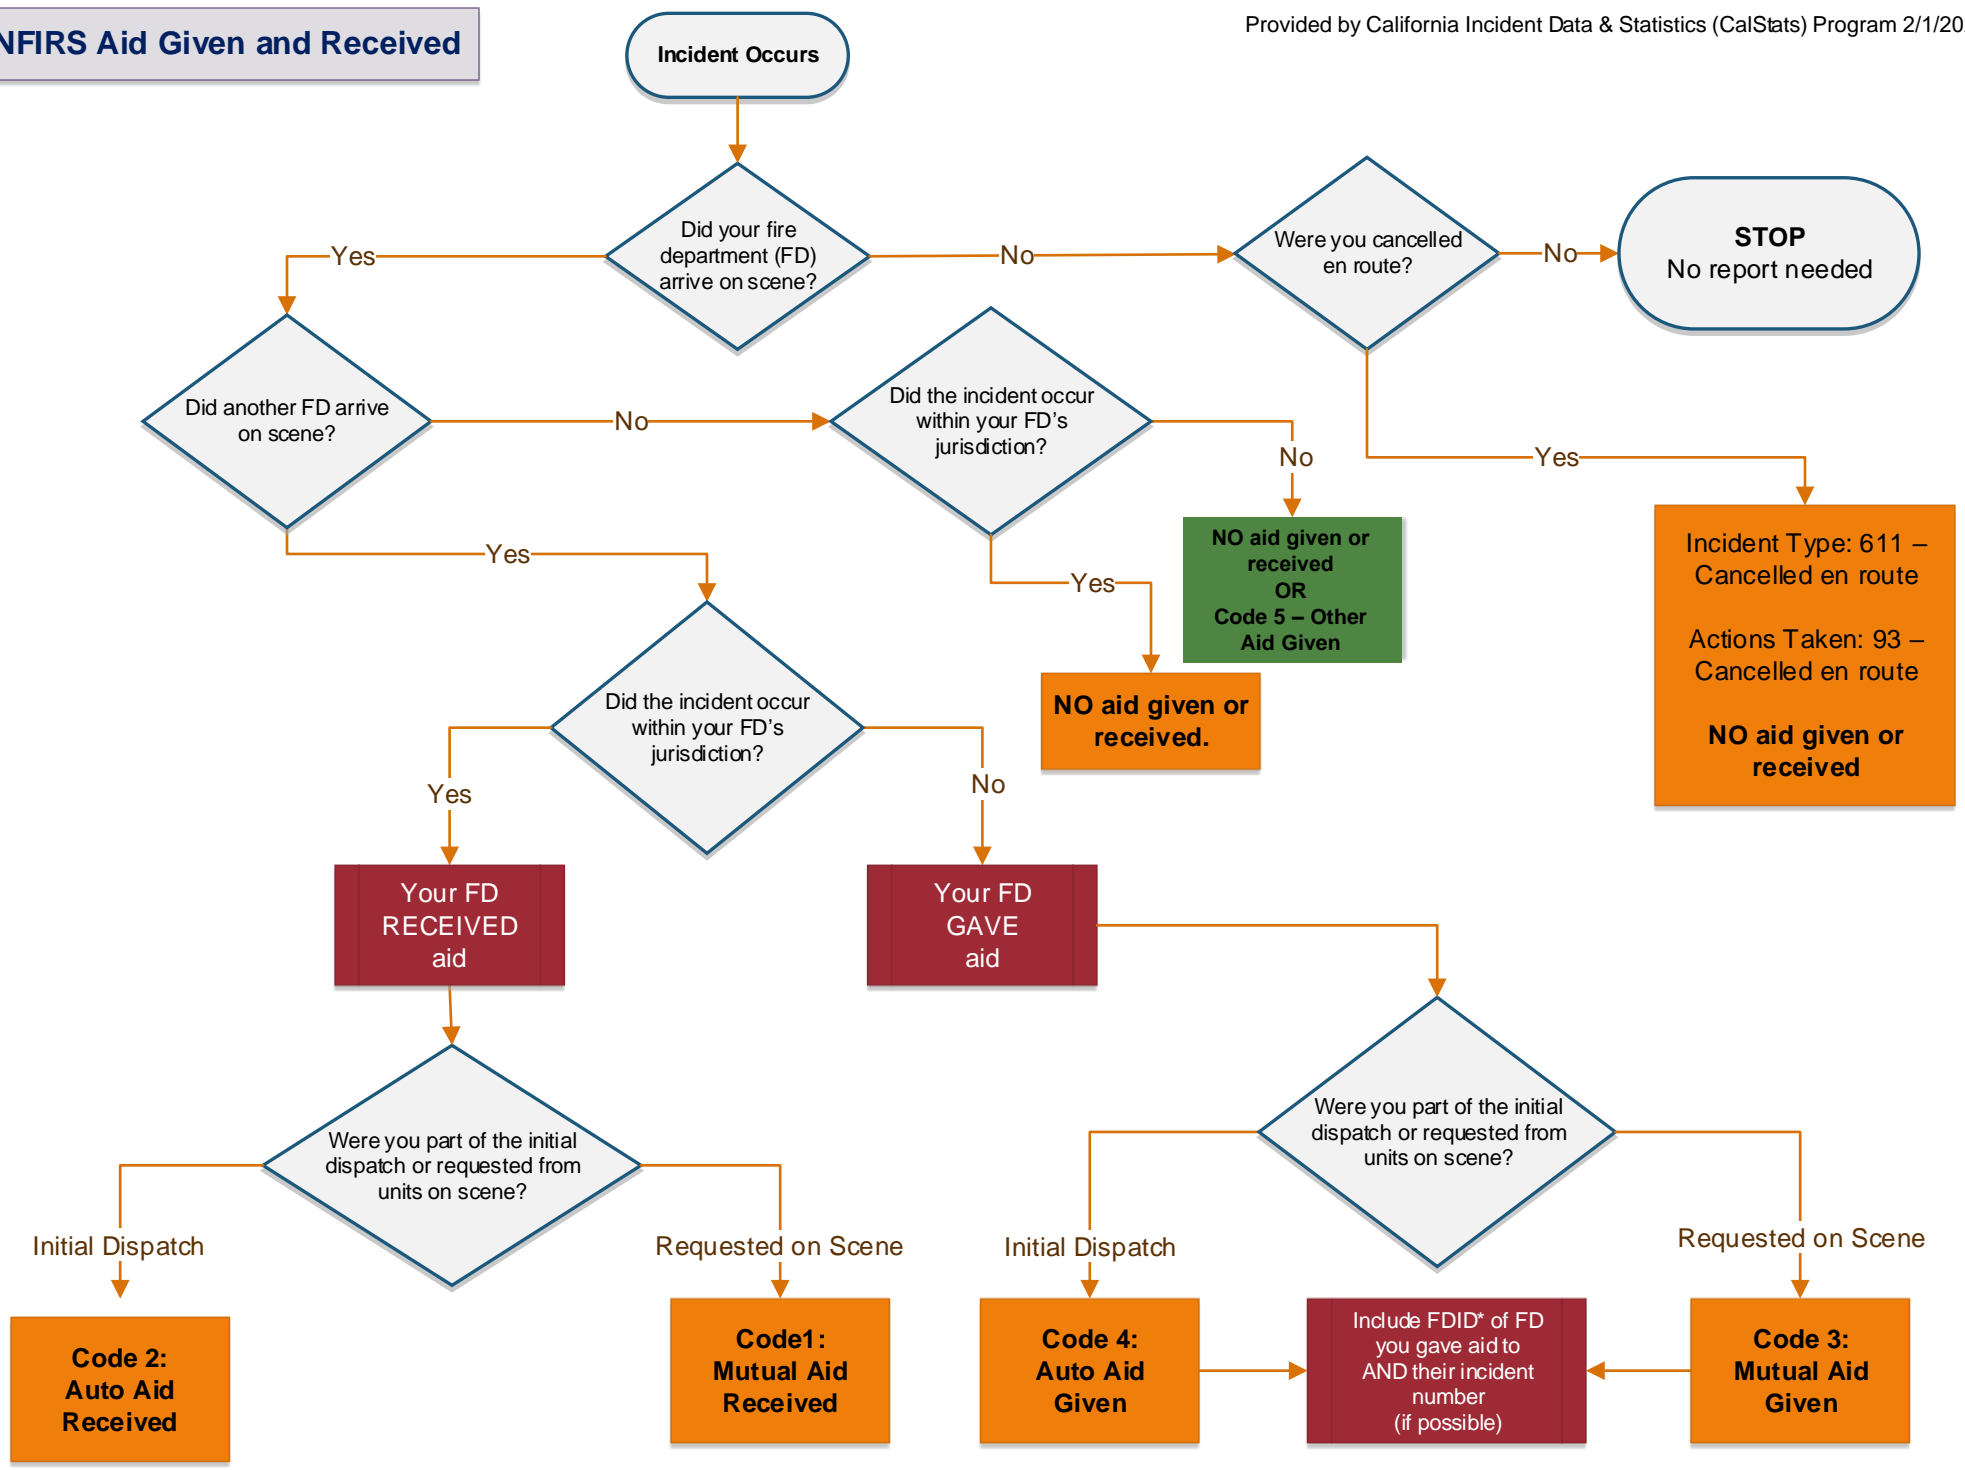 NFIRS Aid Given and Received
Provided by California Incident Data & Statistics (CalStats) Program 2/1/20
Incident Occurs
Did your fire
department (FD)
arrive on scene?
Yes
No
Were you cancelled
en route?
No
STOP
No report needed
Did another FD arrive
on scene?
No
Did the incident occur
within your FD's
jurisdiction?
No
Yes
Yes
Yes
NO aid given or
received
OR
Code 5 – Other
Aid Given
NO aid given or
received.
Incident Type: 611 –
Cancelled en route
Actions Taken: 93 –
Cancelled en route
NO aid given or
received
Did the incident occur
within your FD's
jurisdiction?
Yes
No
Your FD
RECEIVED
aid
Your FD
GAVE
aid
Were you part of the initial
dispatch or requested from
units on scene?
Were you part of the initial
dispatch or requested from
units on scene?
Initial Dispatch
Requested on Scene
Initial Dispatch
Requested on Scene
Code 2:
Auto Aid
Received
Code1:
Mutual Aid
Received
Code 4:
Auto Aid
Given
Include FDID* of FD
you gave aid to
AND their incident
number
(if possible)
Code 3:
Mutual Aid
Given